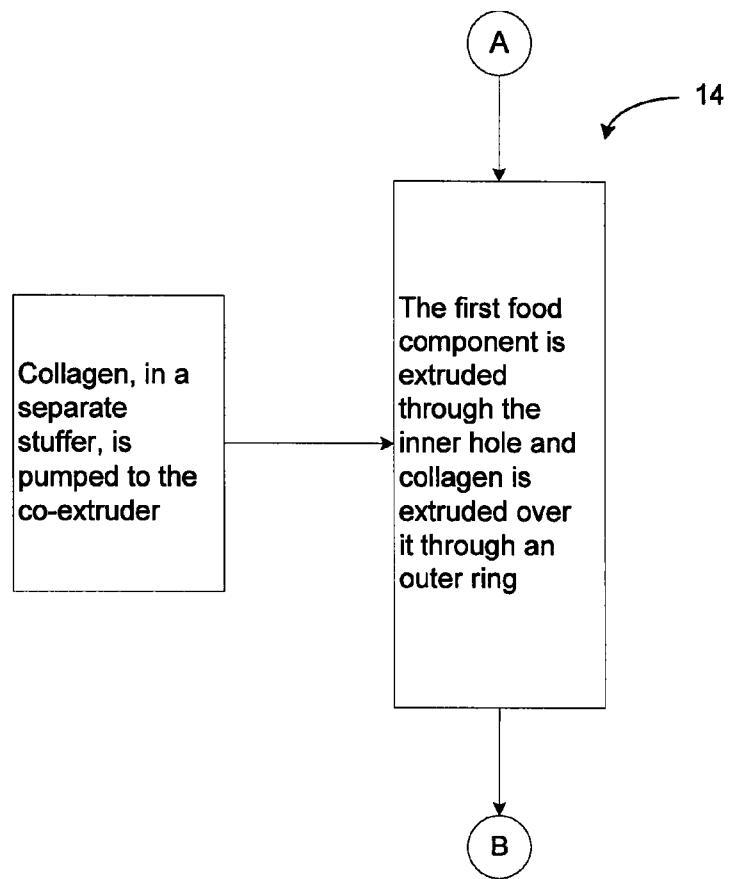 A
14
Collagen, in a
separate
stuffer, is
pumped to the
co-extruder
The first food
component is
extruded
through the
inner hole and
collagen is
extruded over
it through an
outer ring
B